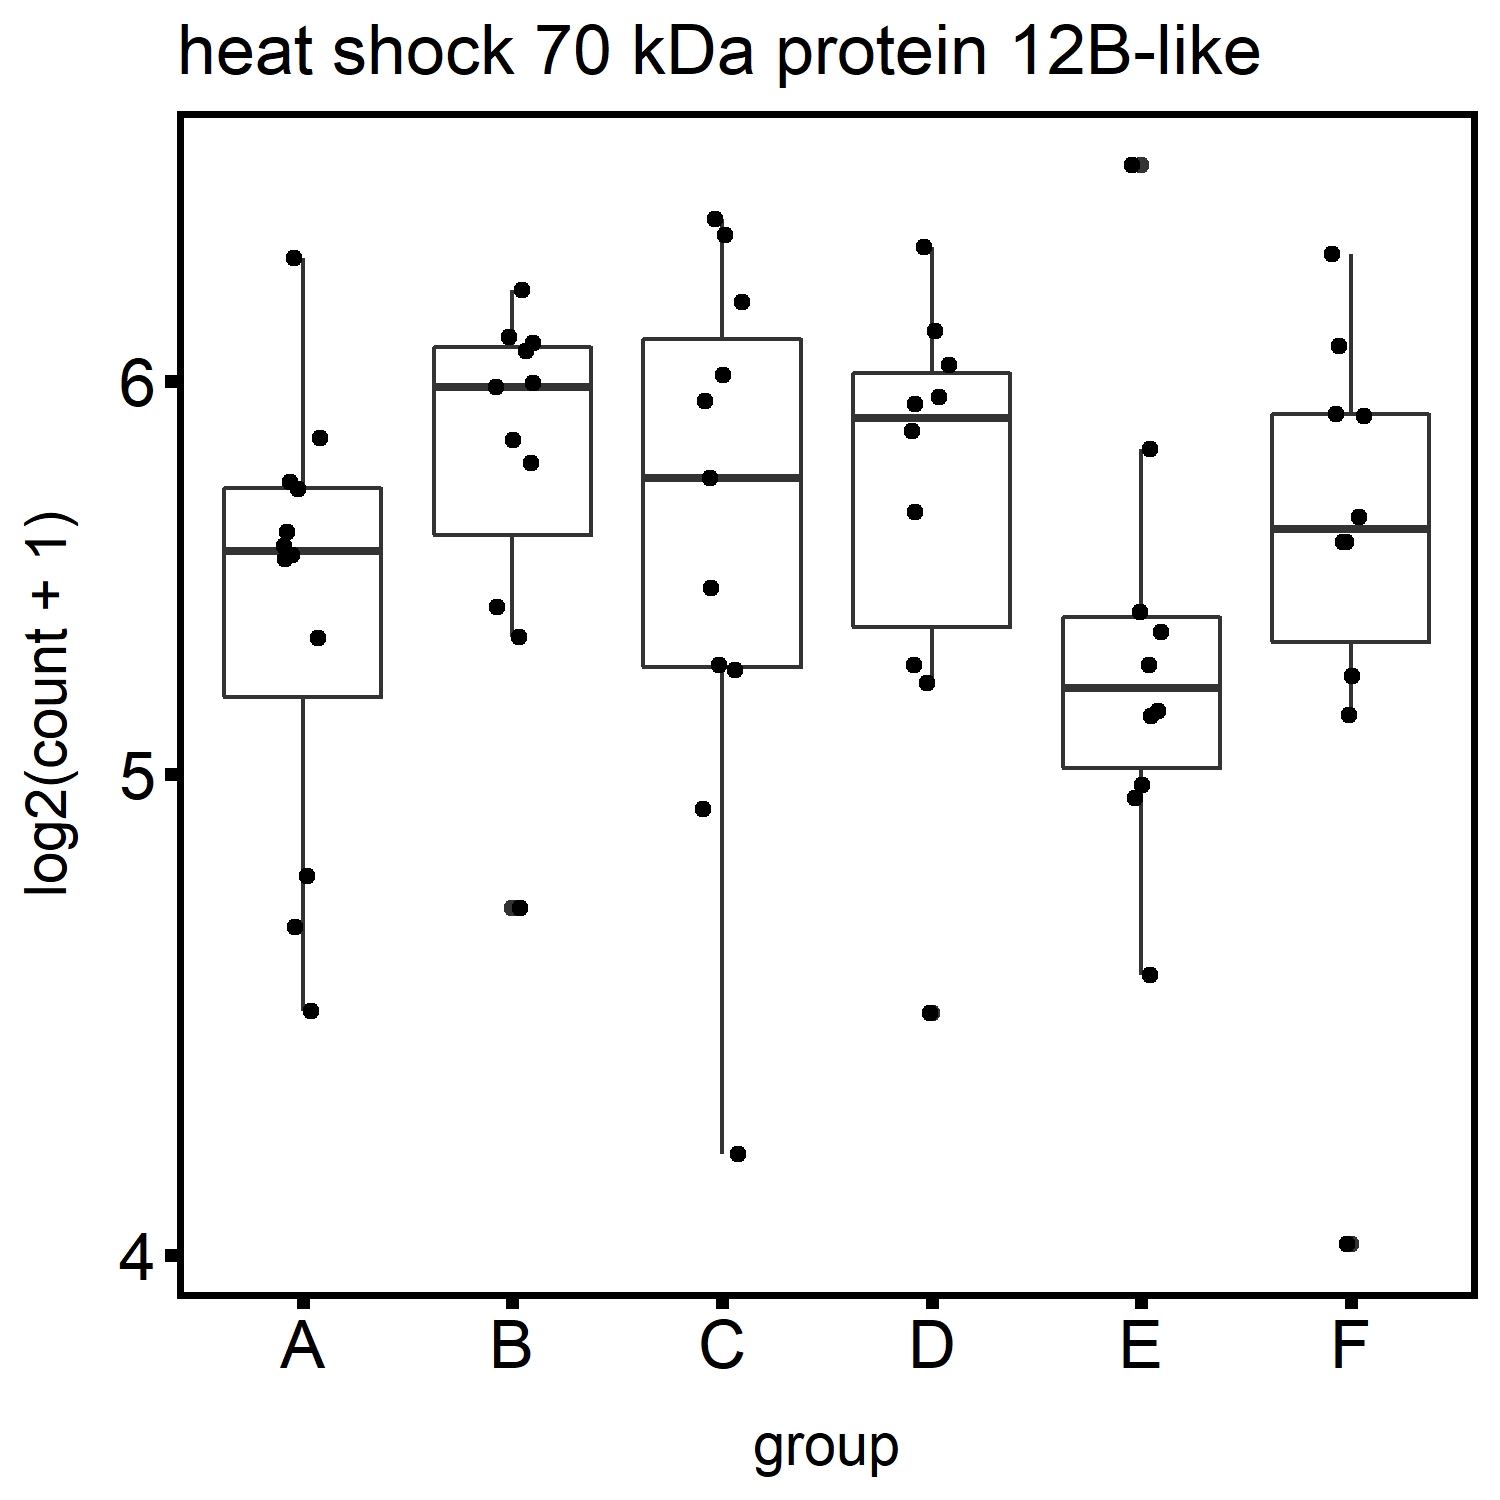 heat shock 70 kDa protein 12B-like
log2(count + 1)
6
5
4
A B C D E F
group